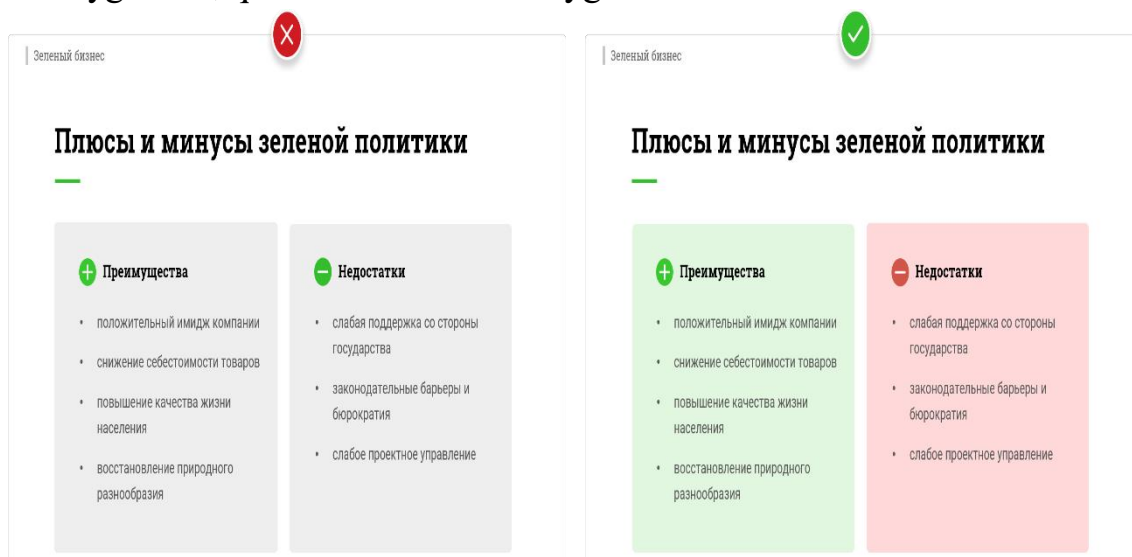 Зеленый бизнес
Плюсы и минусы зеленой политики
Преимущества
• положительный имидж компании
• снижение себестоимости товаров
• повышение качества жизни
населения
• восстановление природного
разнообразия
Недостатки
• слабая поддержка со стороны
государства
• законодательные барьеры и
бюрократия
• слабое проектное управление
Зеленый бизнес
Плюсы и минусы зеленой политики
Преимущества
• положительный имидж компании
• снижение себестоимости товаров
• повышение качества жизни
населения
• восстановление природного
разнообразия
Недостатки
• слабая поддержка со стороны
государства
• законодательные барьеры и
бюрократия
• слабое проектное управление